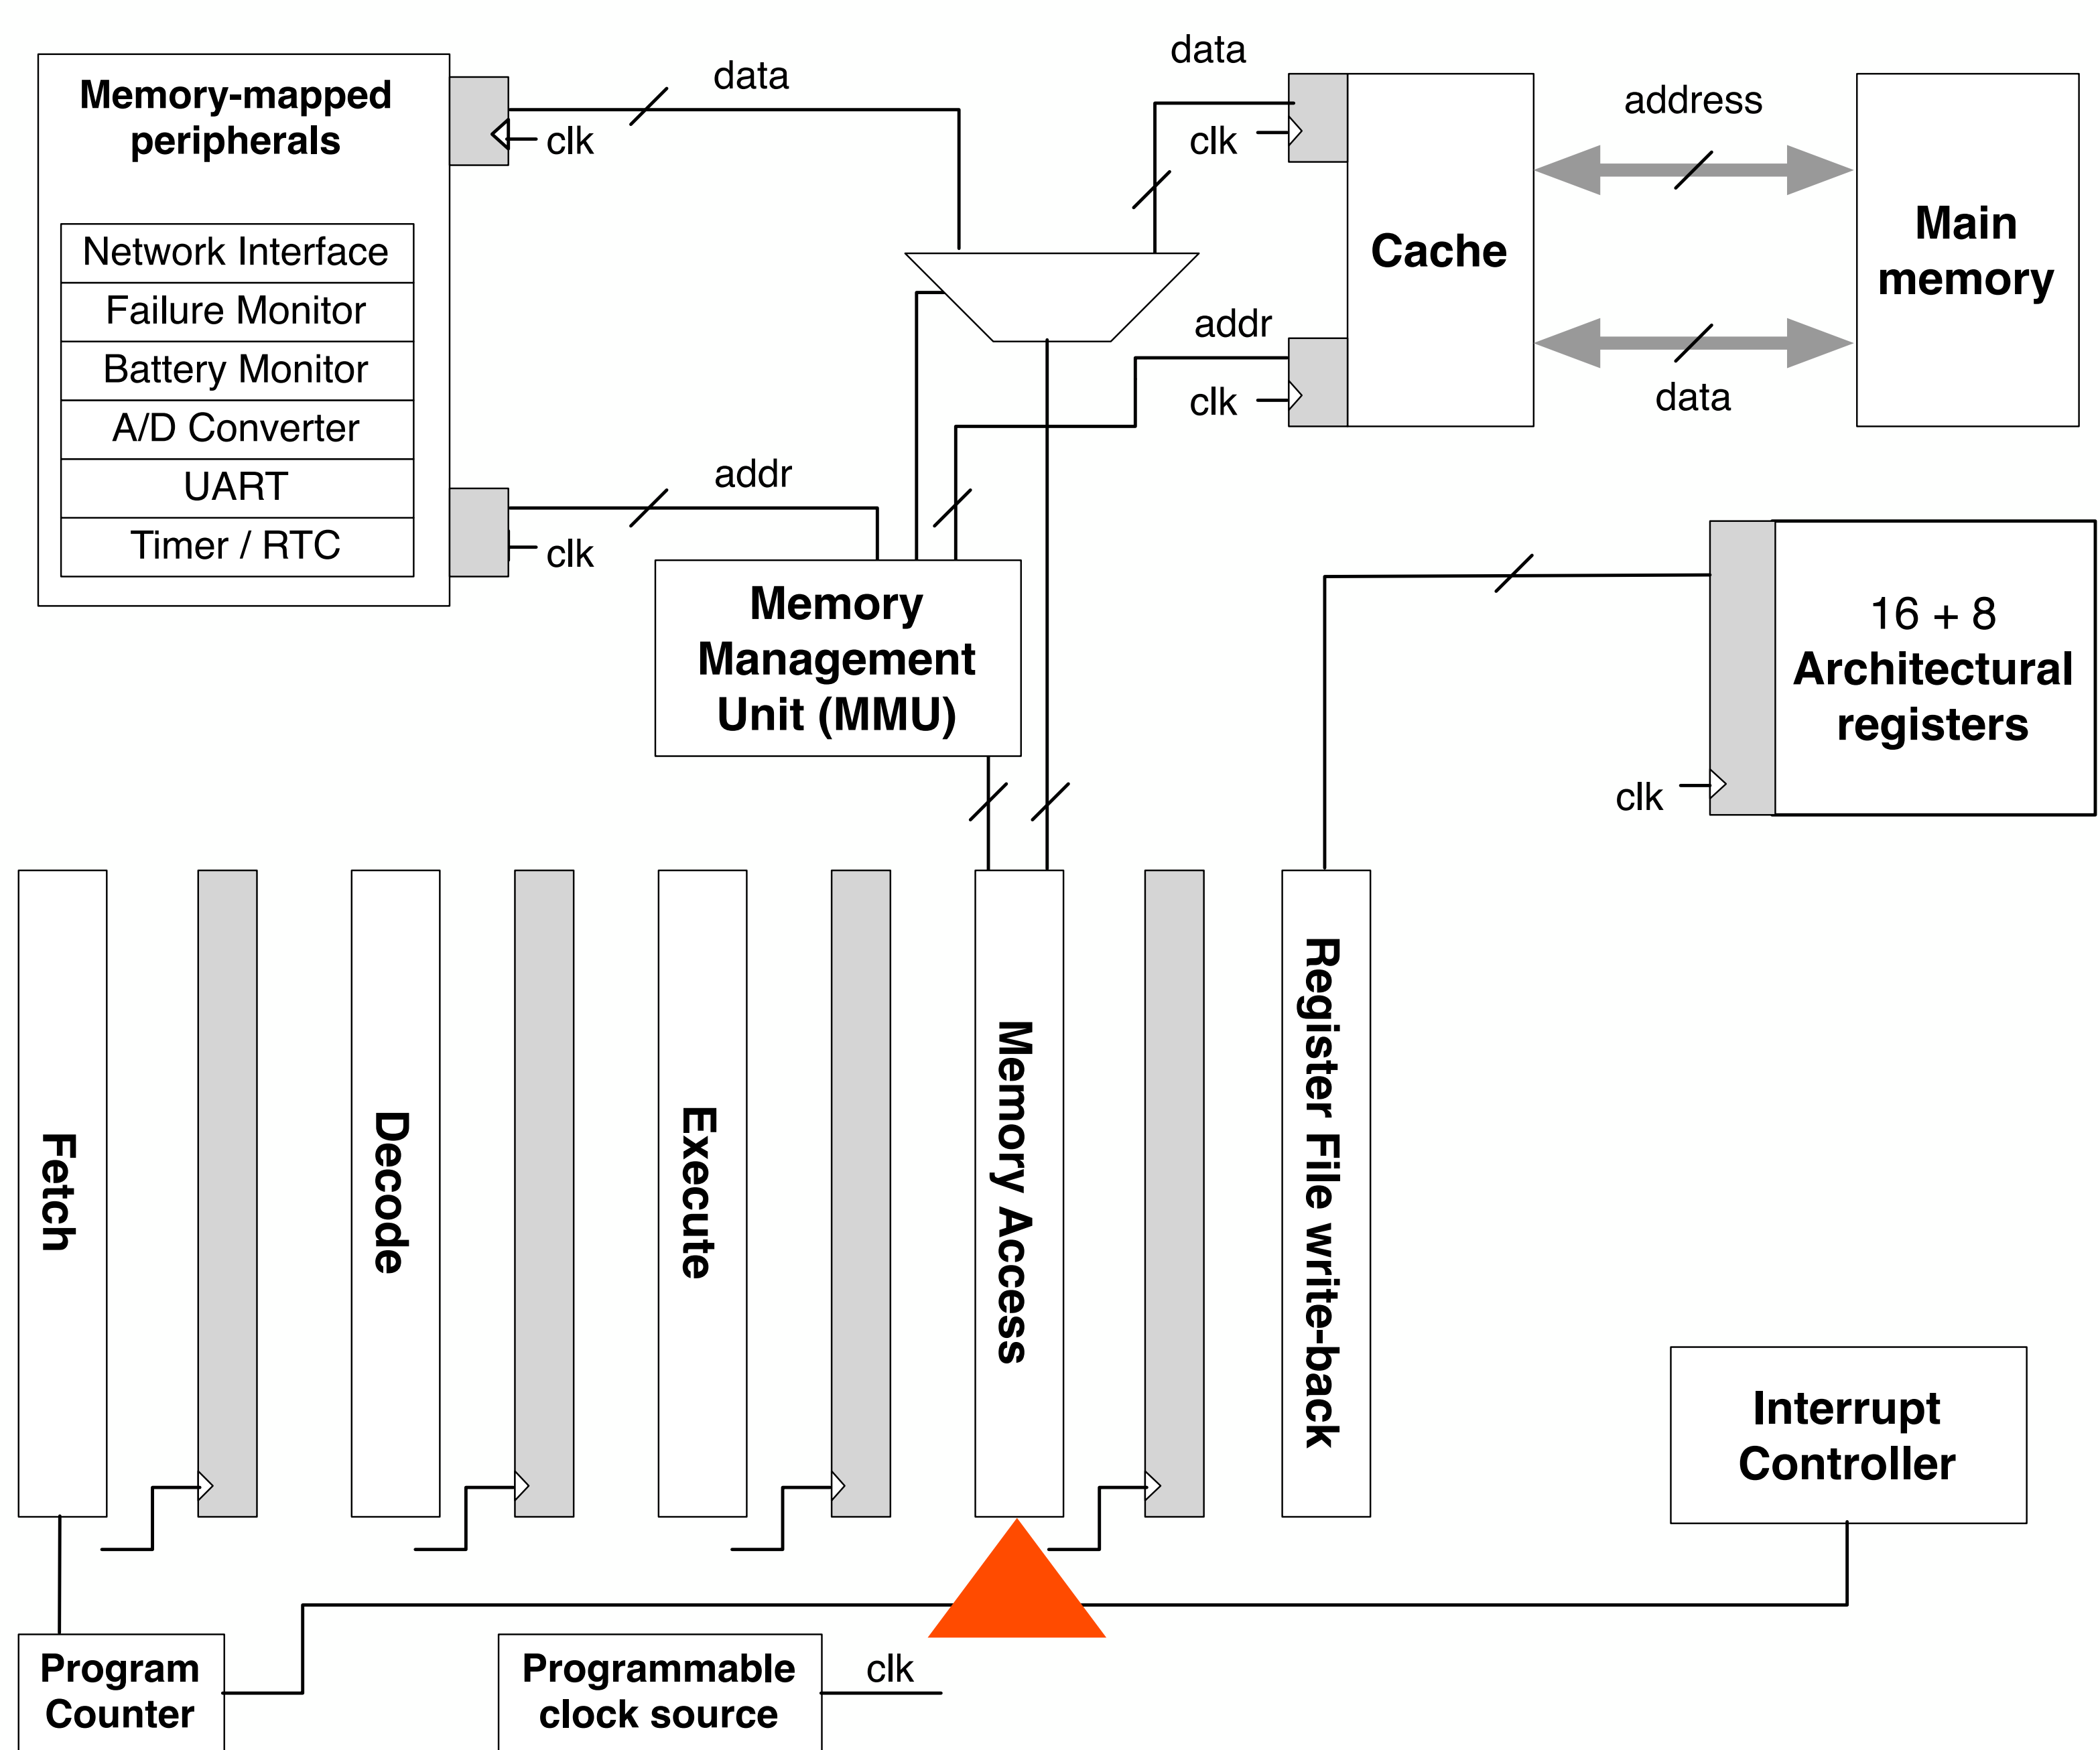 Memory-mapped
peripherals
Network Interface
Failure Monitor
Battery Monitor
A/D Converter
UART
Timer / RTC
data
clk
addr
clk
data
clk
addr
clk
Cache
address
data
Main
memory
Memory
Management
Unit (MMU)
16 + 8
Architectural
registers
clk
Fetch
Decode
Execute
Memory Access
Register File write-back
Interrupt
Controller
Program
Counter
Programmable
clock source
clk